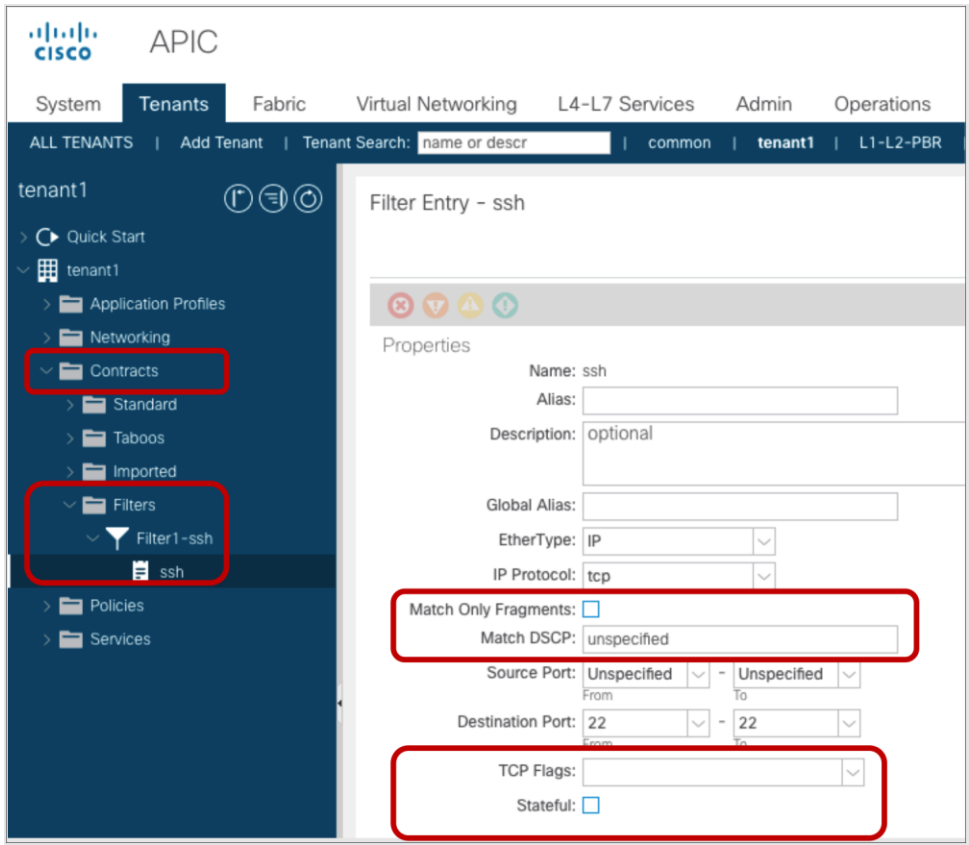 cisco APIC
System Tenants Fabric Virtual Networking L4-L7 Services Admin Operations
ALL TENANTS | Add Tenant | Tenant Search: name or descr | common | tenant1 | L1-L2-PBR
tenant1
Quick Start
tenant1
Application Profiles
Networking
Contracts
Standard
Taboos
Imported
Filters
Filter1-ssh
ssh
Policies
Services
Filter Entry - ssh
Properties
Name: ssh
Alias:
Description: optional
Global Alias:
EtherType: IP
IP Protocol: tcp
Match Only Fragments:
Match DSCP: unspecified
Source Port: Unspecified - Unspecified
From To
Destination Port: 22 - 22
From To
TCP Flags:
Stateful: